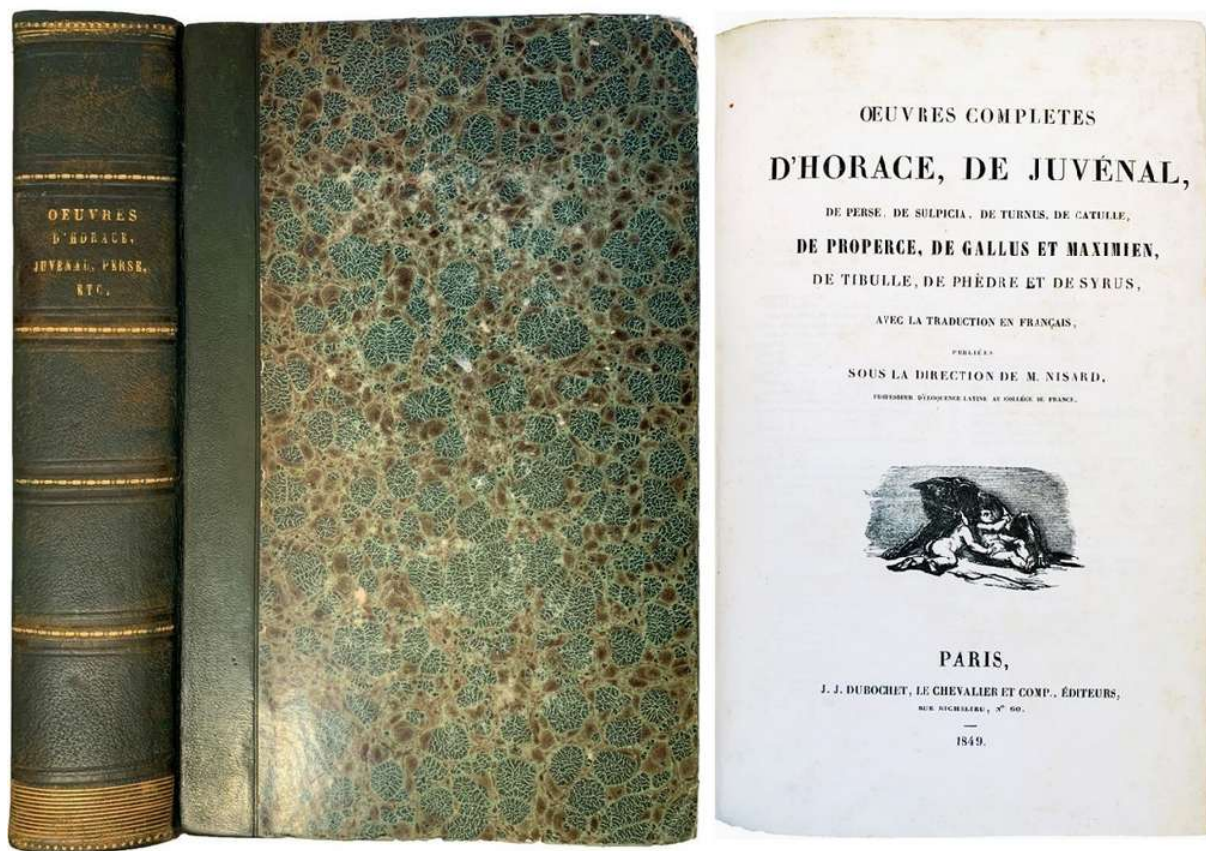 OEUVRES
D'HORACE,
JUVÉNAL, PERSE,
ETC.
ŒUVRES COMPLETES
D'HORACE, DE JUVÉNAL,
DE PERSE, DE SULPICIA, DE TURNUS, DE CATULLE,
DE PROPERCE, DE GALLUS ET MAXIMIEN,
DE TIBULLE, DE PHÈDRE ET DE SYRUS,
AVEC LA TRADUCTION EN FRANÇAIS,
PUBLIÉES
SOUS LA DIRECTION DE M. NISARD,
PROFESSEUR D'ÉLOQUENCE LATINE AU COLLÉGE DE FRANCE.
PARIS,
J. J. DUBOCHET, LE CHEVALIER ET COMP., ÉDITEURS,
RUE RICHELIEU, Nº 60.
1849.